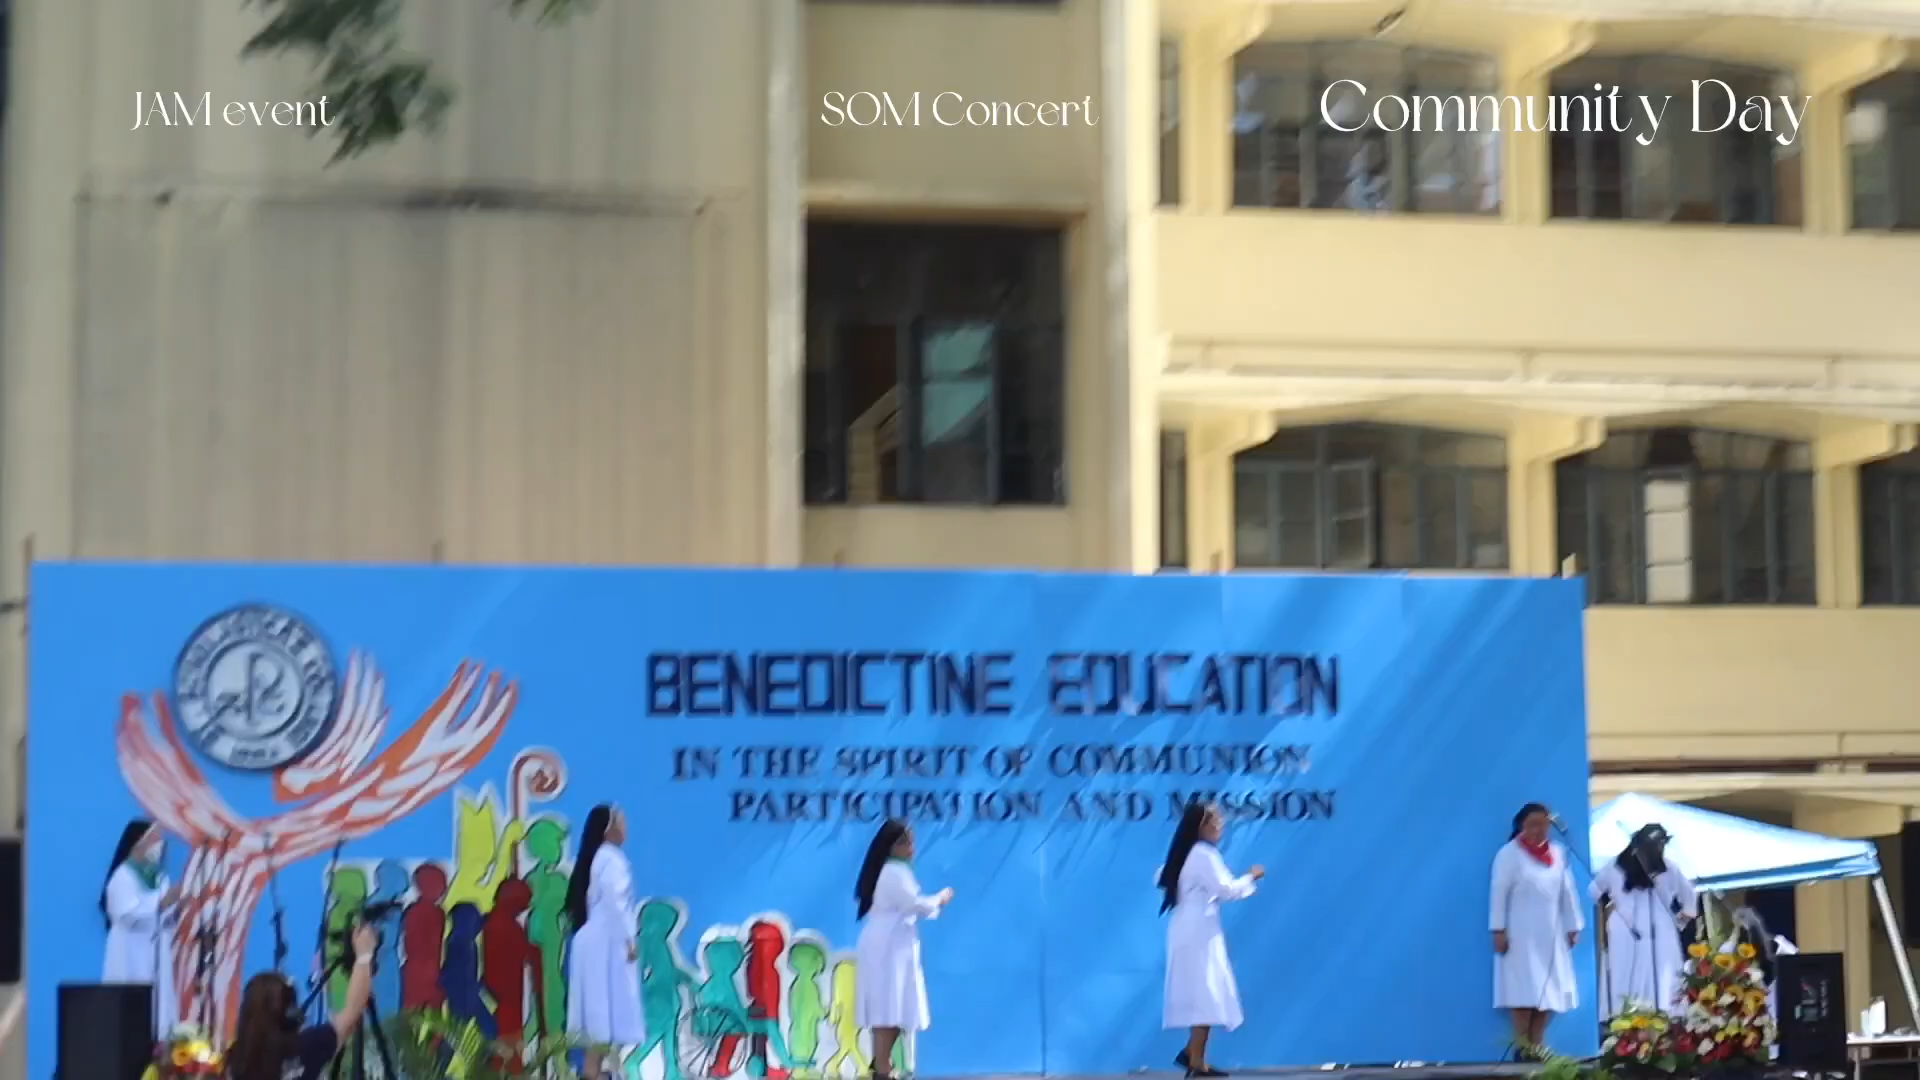 JAM event
SOM Concert
Community Day
BENEDICTINE EDUCATION
IN THE SPIRIT OF COMMUNION
PARTICIPATION AND MISSION